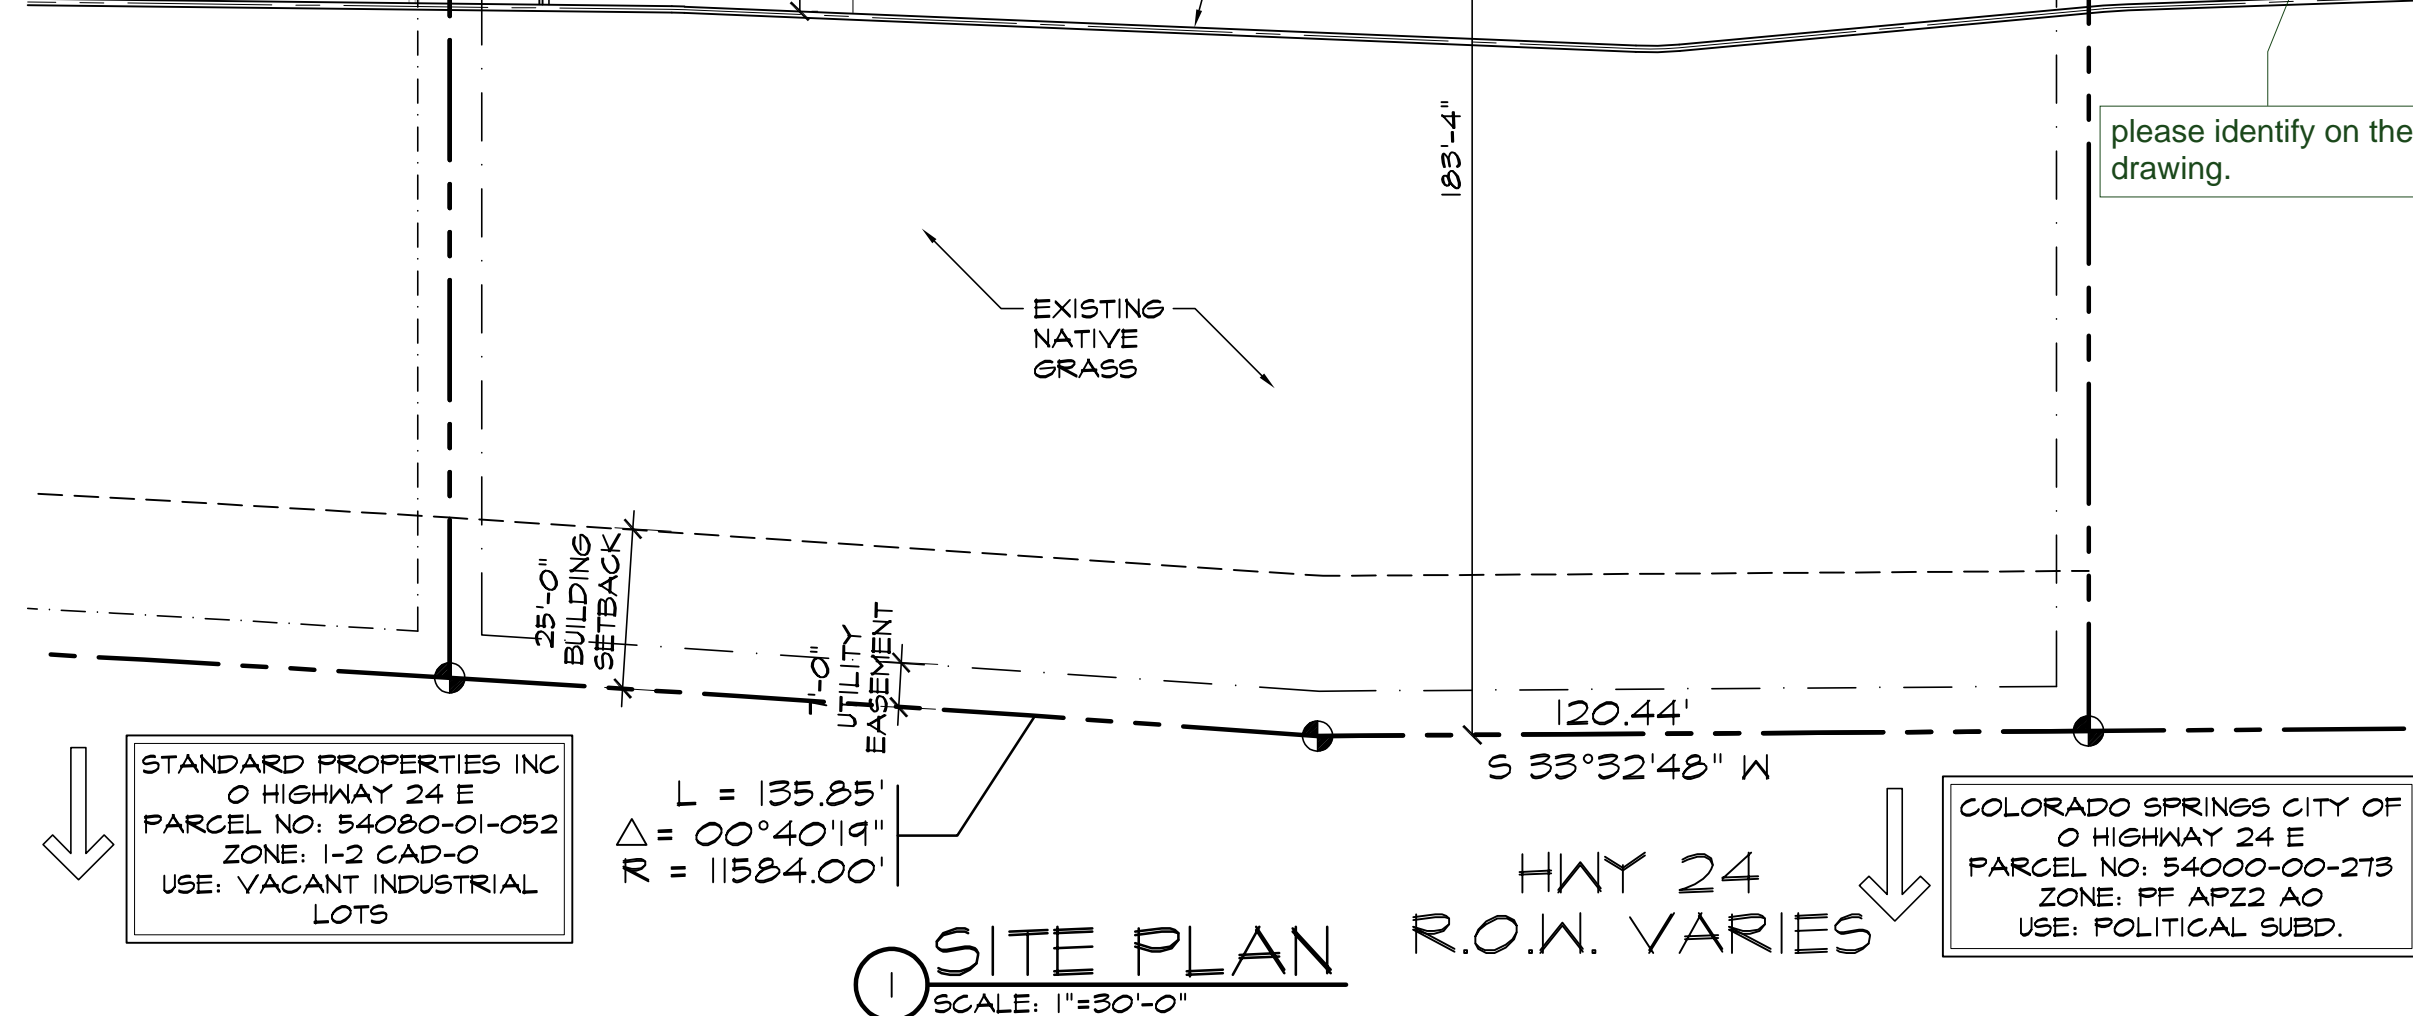 183'-4"
please identify on the
drawing.
EXISTING
NATIVE
GRASS
25'-0"
BUILDING
SETBACK
7'-0"
UTILITY
EASEMENT
120.44'
S 33°32'48" W
STANDARD PROPERTIES INC
0 HIGHWAY 24 E
PARCEL NO: 54080-01-052
ZONE: I-2 CAD-O
USE: VACANT INDUSTRIAL
LOTS
L = 135.85'
△ = 00°40'19"
R = 11584.00'
HWY 24
R.O.W. VARIES
COLORADO SPRINGS CITY OF
0 HIGHWAY 24 E
PARCEL NO: 54000-00-273
ZONE: PF APZ2 AO
USE: POLITICAL SUBD.
1
SITE PLAN
SCALE: 1"=30'-0"